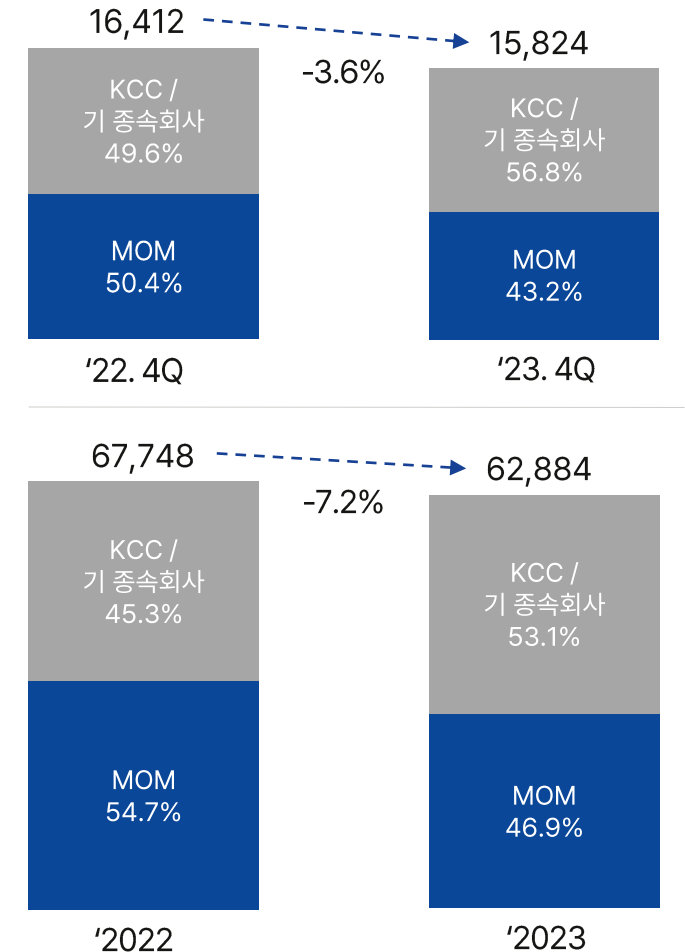 16,412
15,824
-3.6%
KCC /
기 종속회사
49.6%
KCC /
기 종속회사
56.8%
MOM
50.4%
MOM
43.2%
‘22. 4Q
‘23. 4Q
67,748
62,884
-7.2%
KCC /
기 종속회사
45.3%
KCC /
기 종속회사
53.1%
MOM
54.7%
MOM
46.9%
‘2022
‘2023